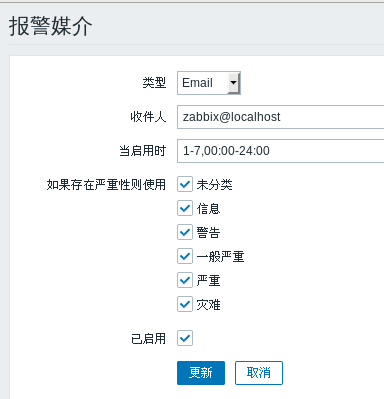 报警媒介
类型 Email
收件人 zabbix@localhost
当启用时 1-7,00:00-24:00
如果存在严重性则使用 未分类
信息
警告
一般严重
严重
灾难
已启用
更新 取消